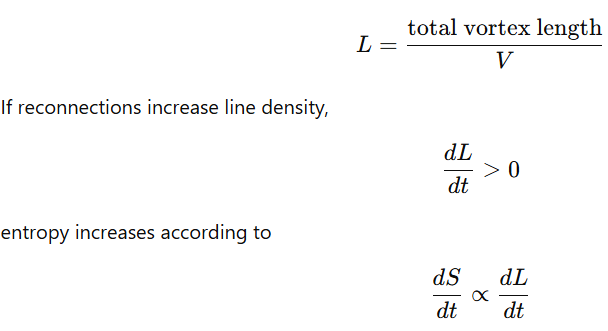 L = total vortex length / V
If reconnections increase line density,
dL/dt > 0
entropy increases according to
dS/dt ∝ dL/dt